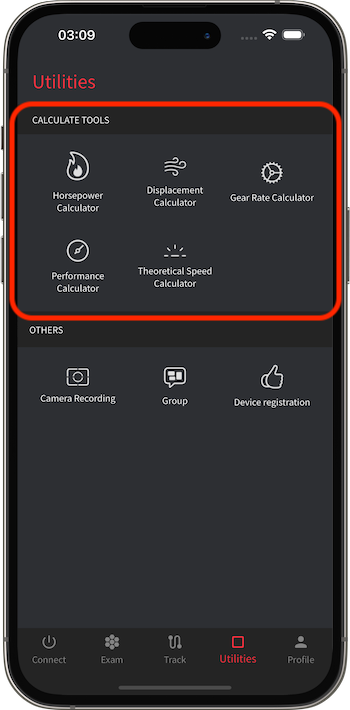 03:09
Utilities
CALCULATE TOOLS
Horsepower
Calculator
Displacement
Calculator
Gear Rate Calculator
Performance
Calculator
Theoretical Speed
Calculator
OTHERS
Camera Recording
Group
Device registration
Connect
Exam
Track
Utilities
Profile